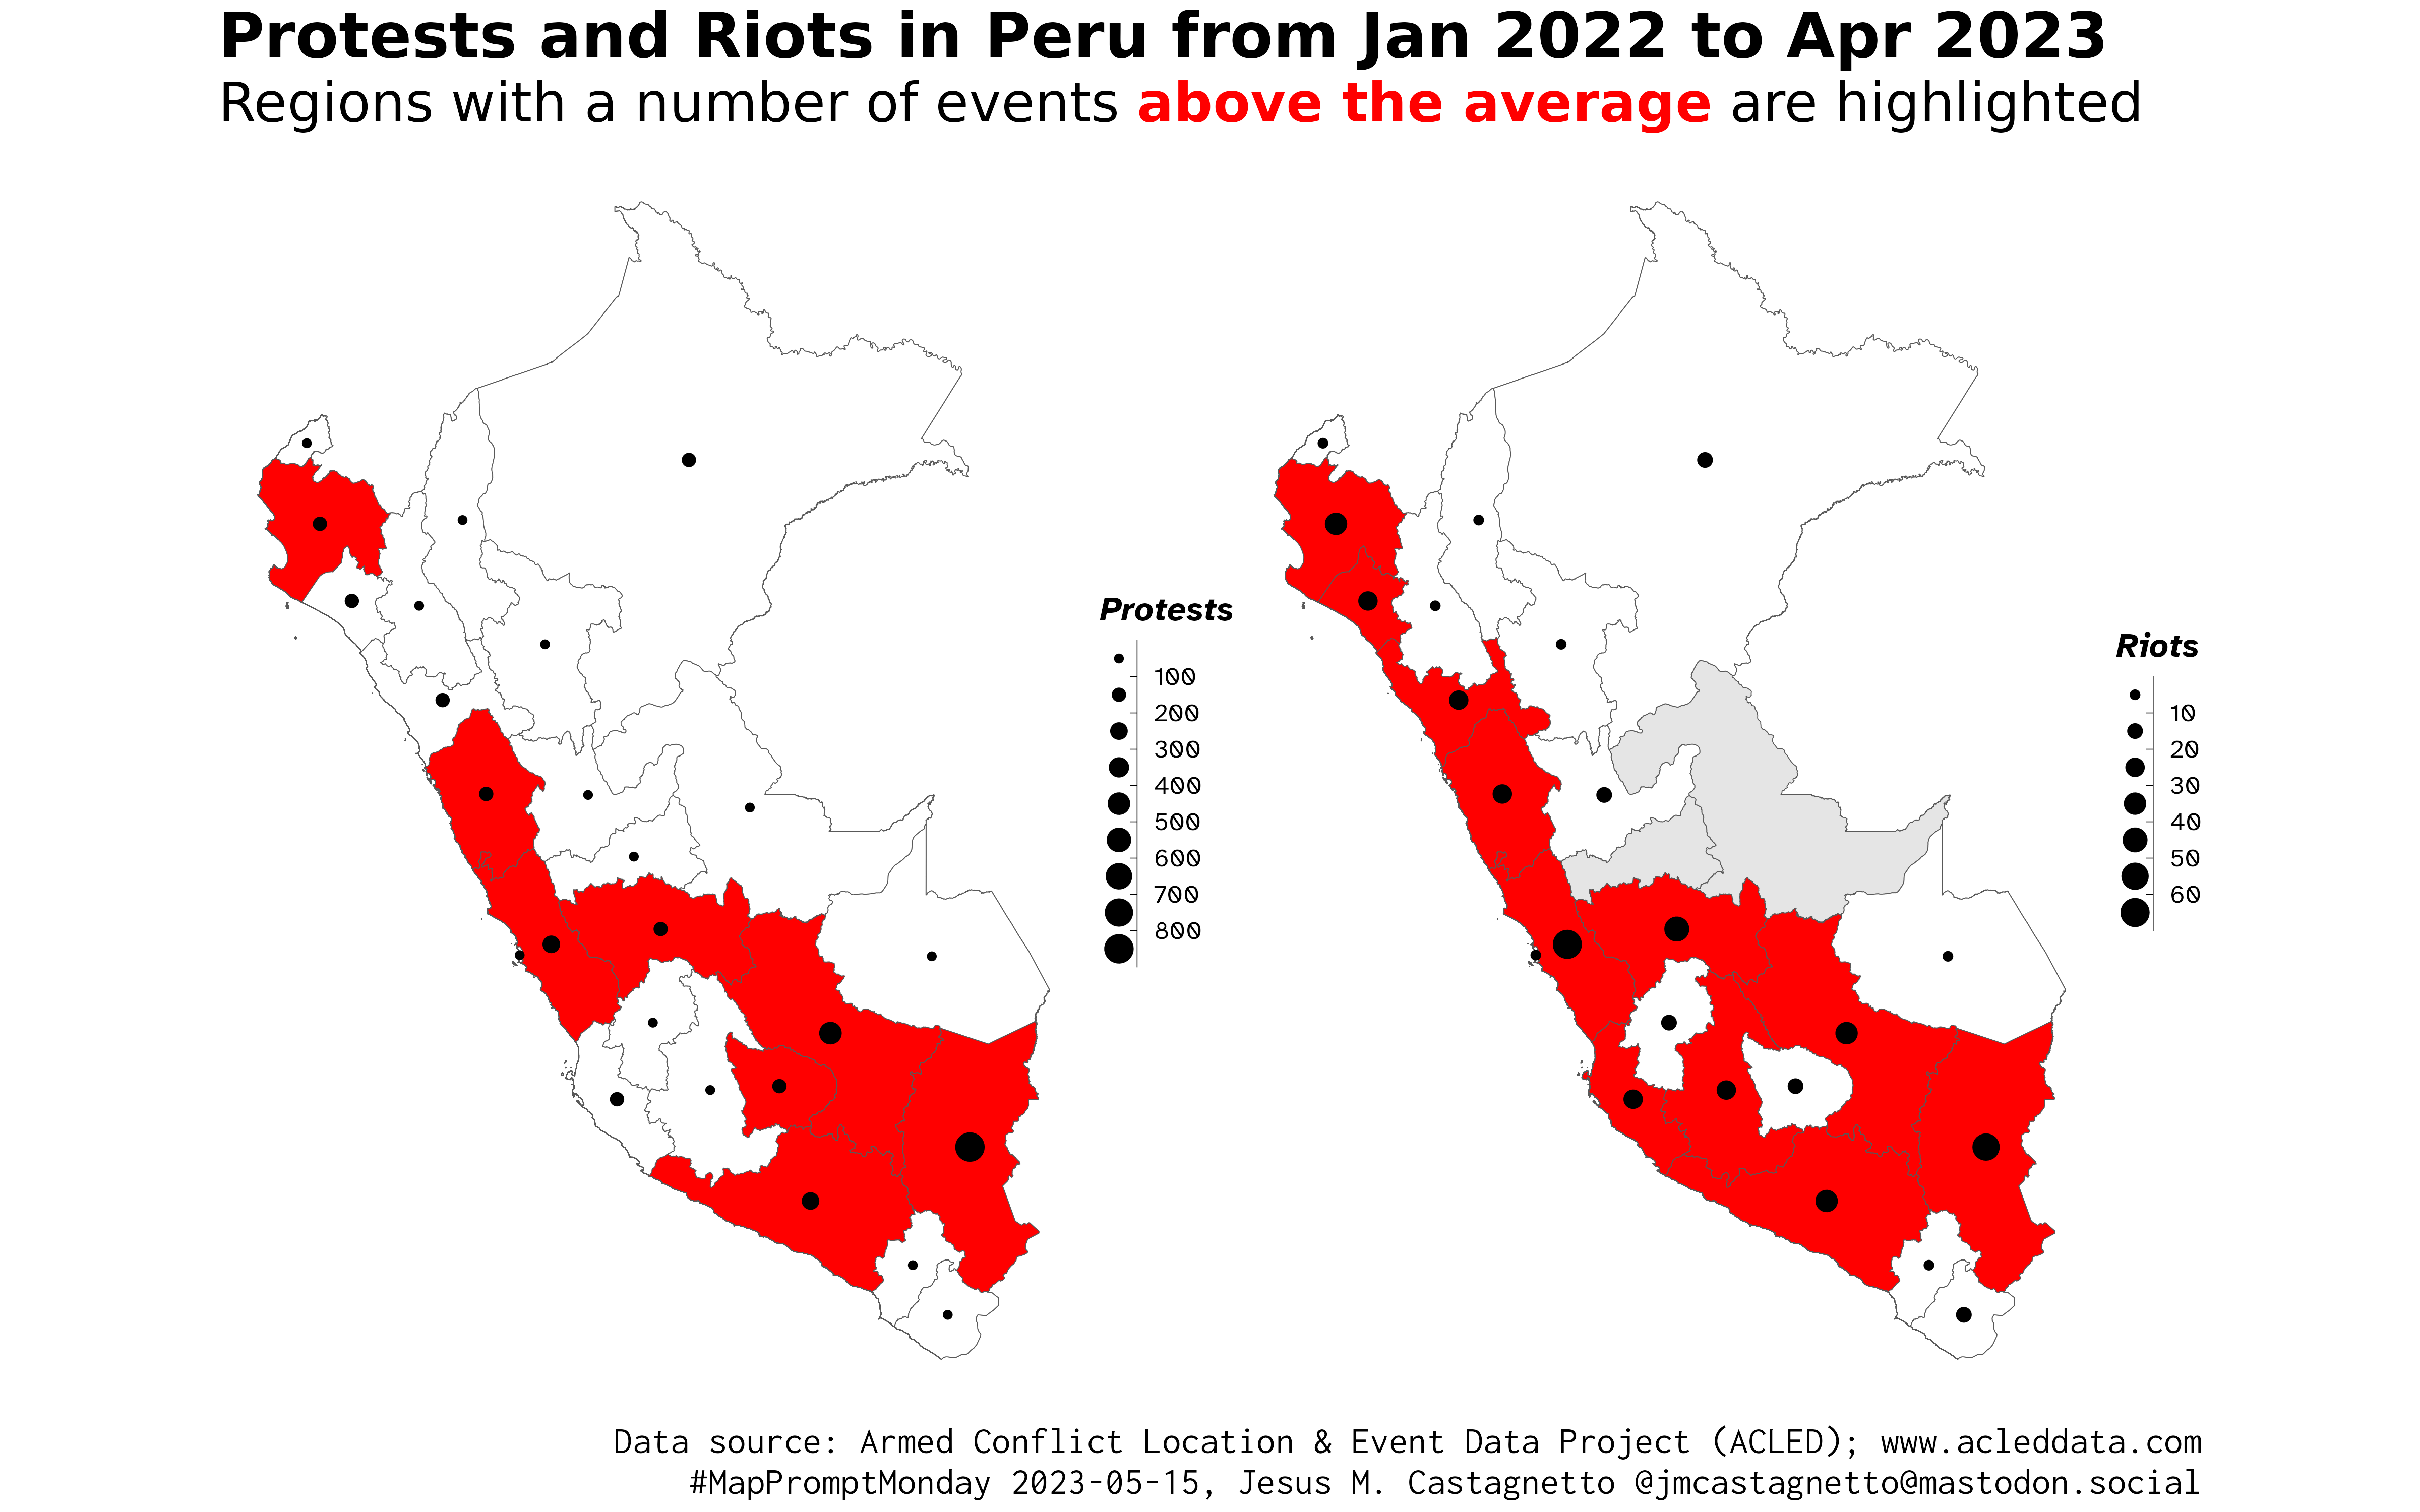 Protests and Riots in Peru from Jan 2022 to Apr 2023
Regions with a number of events above the average are highlighted
Protests
100
200
300
400
500
600
700
800
Riots
10
20
30
40
50
60
Data source: Armed Conflict Location & Event Data Project (ACLED); www.acleddata.com
#MapPromptMonday 2023-05-15, Jesus M. Castagnetto @jmcastagnetto@mastodon.social